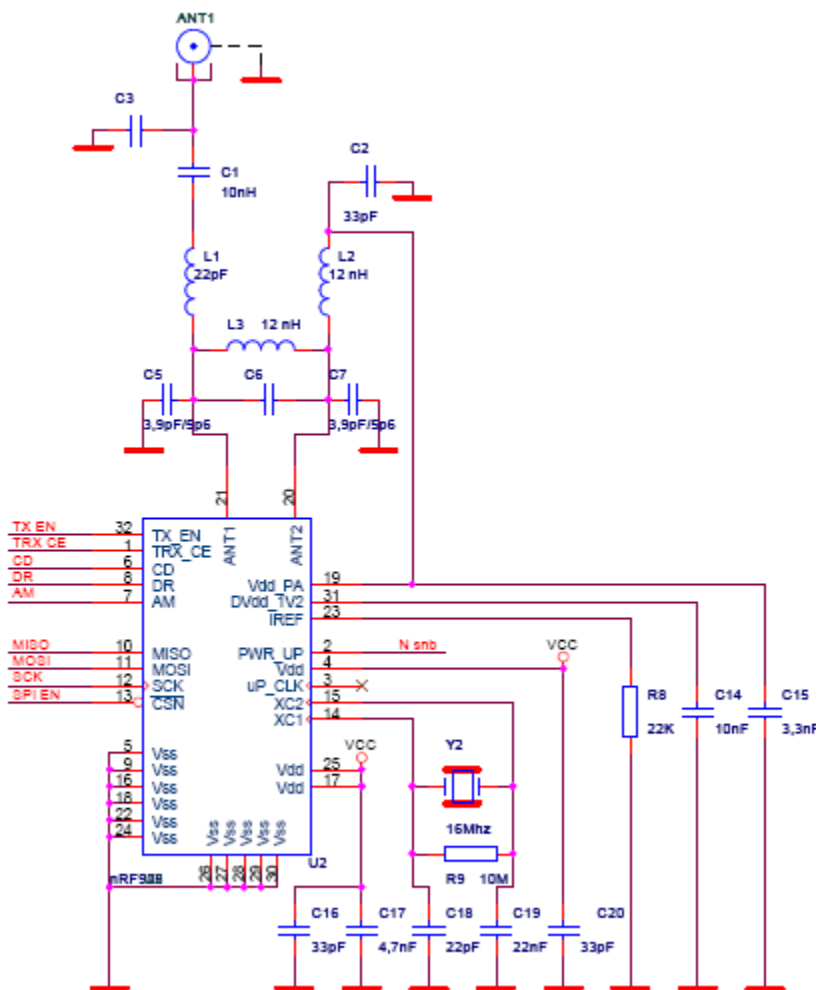 ANT1
C3
C1
10nH
C2
33pF
L1
22pF
L2
12 nH
L3 12 nH
C5
C6
C7
3,9pF/5p6
3,9pF/5p6
21
20
ANT1
ANT2
TX EN 32 TX_EN
TRX CE 1 TRX_CE
CD 6 CD
DR 8 DR
AM 7 AM
MISO 10 MISO
MOSI 11 MOSI
SCK 12 SCK
SPI EN 13 CSN
5 Vss
9 Vss
16 Vss
18 Vss
22 Vss
24 Vss
Vdd_PA 19
DVdd_1V2 31
IREF 23
PWR_UP 2 N snb
Vdd 4
uP_CLK 3
XC2 15
XC1 14
Vdd 25
Vdd 17
VCC
VCC
Vss Vss Vss Vss Vss
26 27 28 29 30
U2
Y2
16Mhz
R9 10M
R8
22K
C14
10nF
C15
3,3nF
C16
33pF
C17
4,7nF
C18
22pF
C19
22nF
C20
33pF